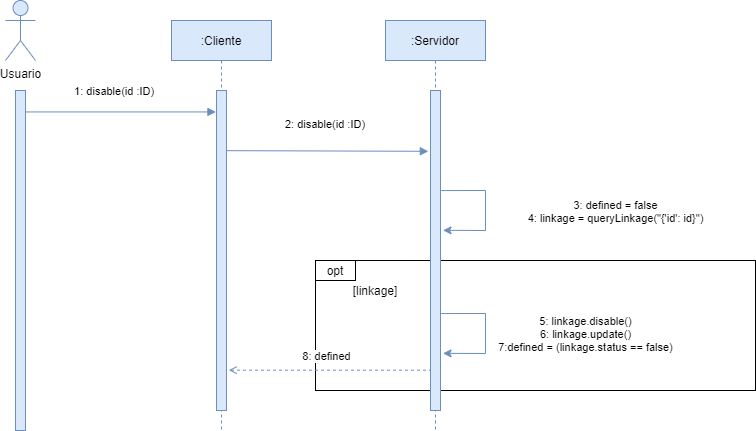 Usuario
:Cliente
:Servidor
1: disable(id :ID)
2: disable(id :ID)
3: defined = false
4: linkage = queryLinkage("{'id': id}")
opt
[linkage]
5: linkage.disable()
6: linkage.update()
7:defined = (linkage.status == false)
8: defined